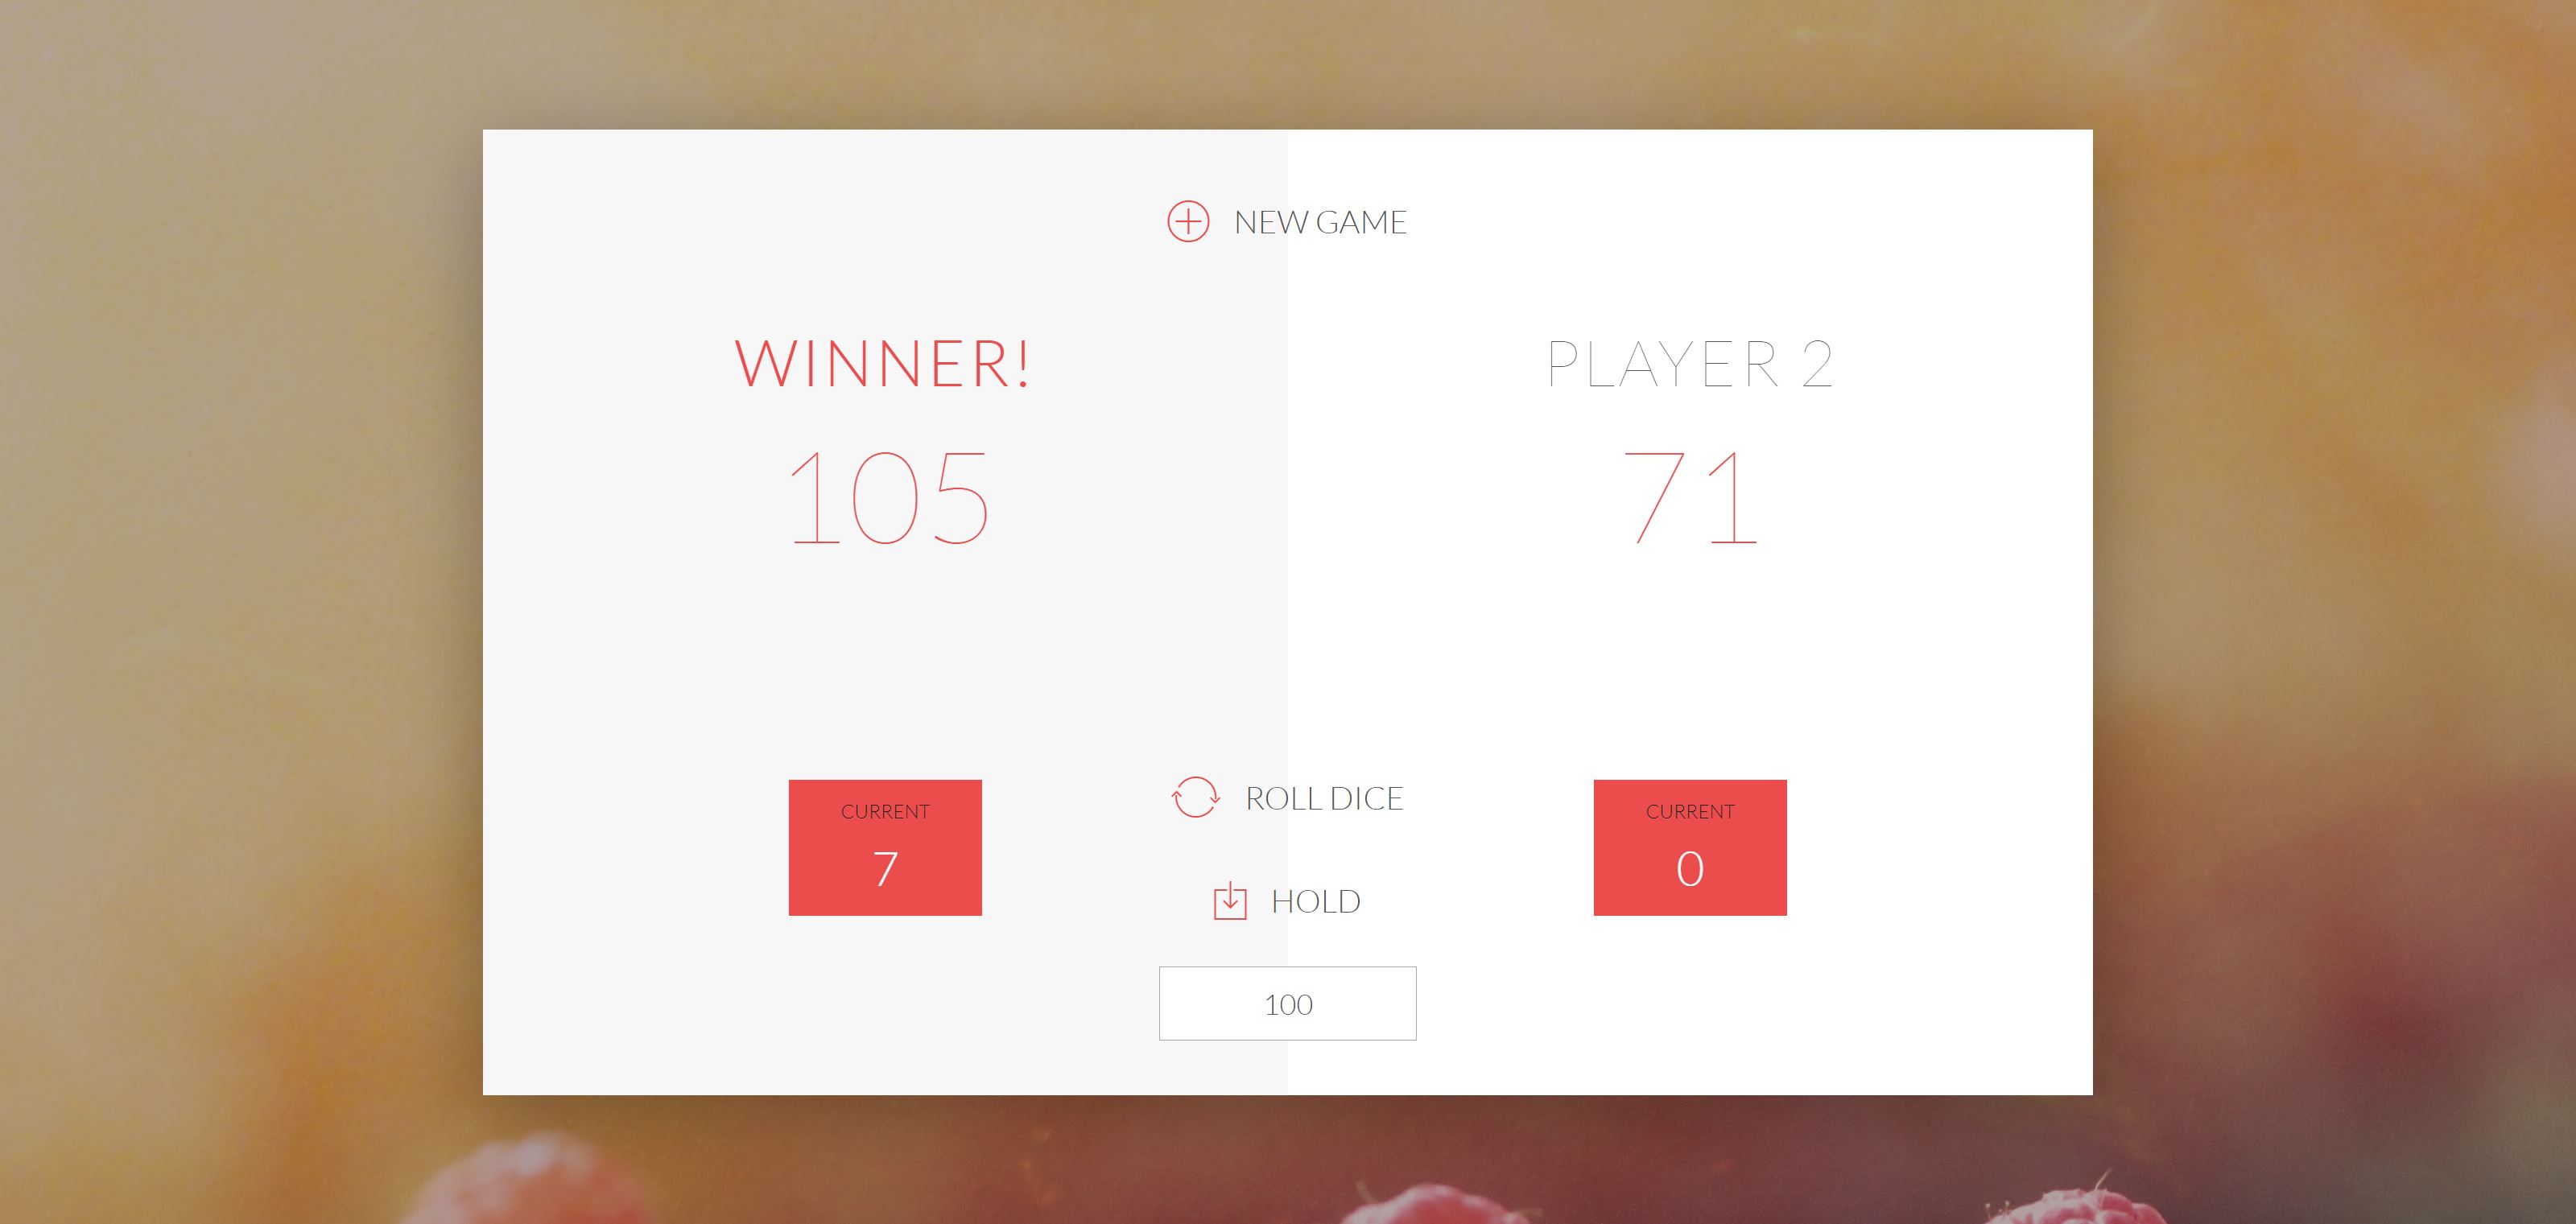 NEW GAME
WINNER!
105
PLAYER 2
71
CURRENT
7
ROLL DICE
HOLD
100
CURRENT
0